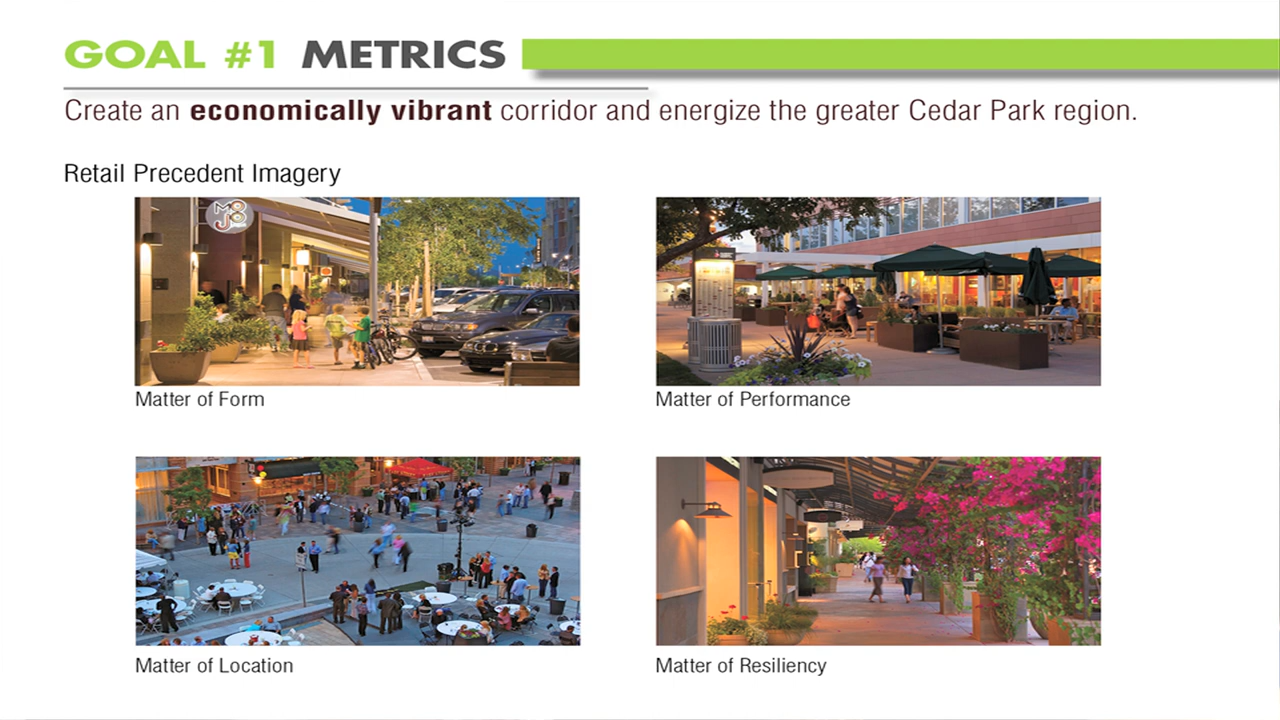 GOAL #1 METRICS
Create an economically vibrant corridor and energize the greater Cedar Park region.
Retail Precedent Imagery
Matter of Form
Matter of Performance
Matter of Location
Matter of Resiliency